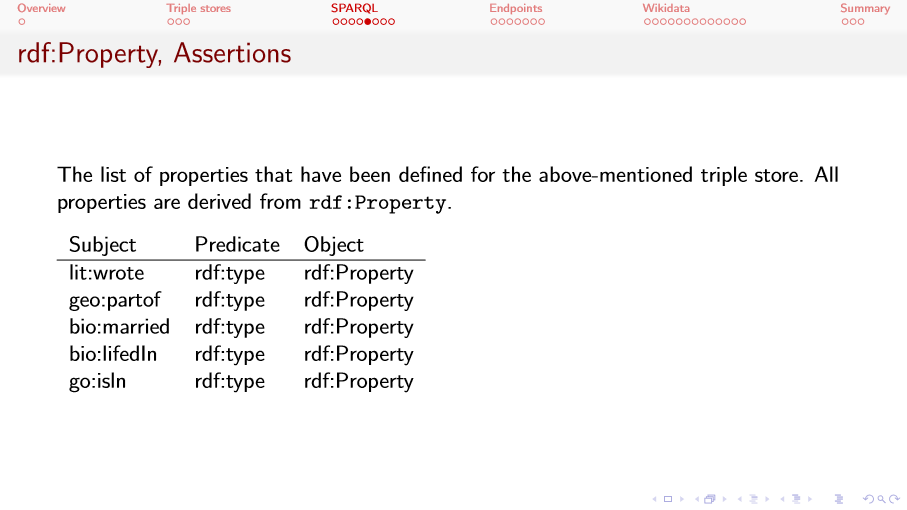 Overview Triple stores SPARQL Endpoints Wikidata Summary
rdf:Property, Assertions
The list of properties that have been defined for the above-mentioned triple store. All
properties are derived from rdf:Property.
Subject Predicate Object
lit:wrote rdf:type rdf:Property
geo:partof rdf:type rdf:Property
bio:married rdf:type rdf:Property
bio:lifedIn rdf:type rdf:Property
go:isIn rdf:type rdf:Property